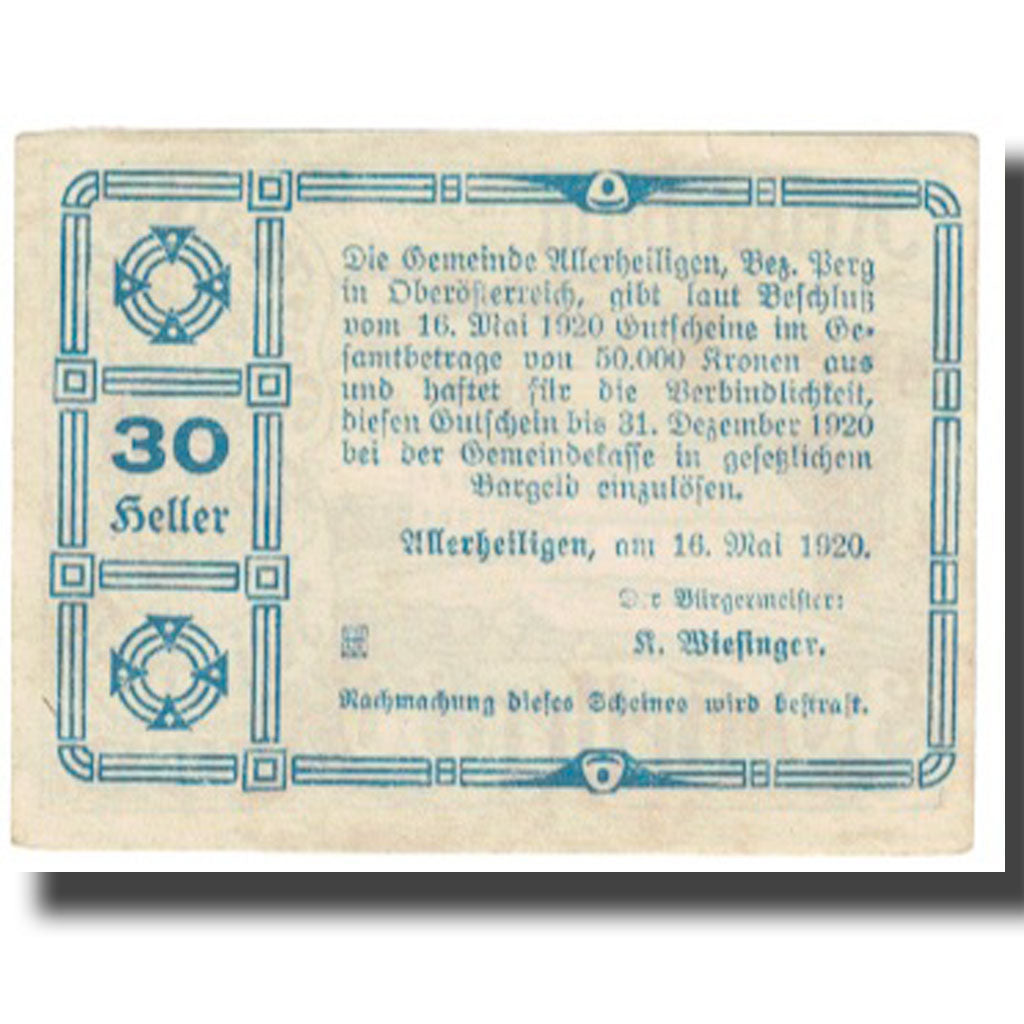 30
Heller
Die Gemeinde Allerheiligen, Bez. Perg
in Oberösterreich, gibt laut Beschluß
vom 16. Mai 1920 Gutscheine im Ge-
samtbetrage von 50.000 Kronen aus
und haftet für die Verbindlichkeit,
diesen Gutschein bis 31. Dezember 1920
bei der Gemeindekasse in gesetzlichem
Bargeld einzulösen.
Allerheiligen, am 16. Mai 1920.
Der Bürgermeister:
K. Wiesinger.
Nachmachung dieses Scheines wird bestraft.